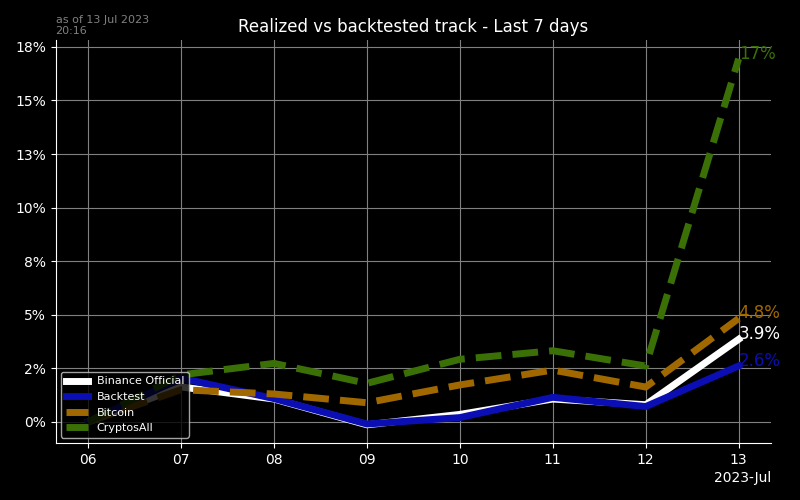 as of 13 Jul 2023
20:16
Realized vs backtested track - Last 7 days
18%
15%
13%
10%
8%
5%
2%
0%
17%
4.8%
3.9%
2.6%
Binance Official
Backtest
Bitcoin
CryptosAll
06 07 08 09 10 11 12 13
2023-Jul